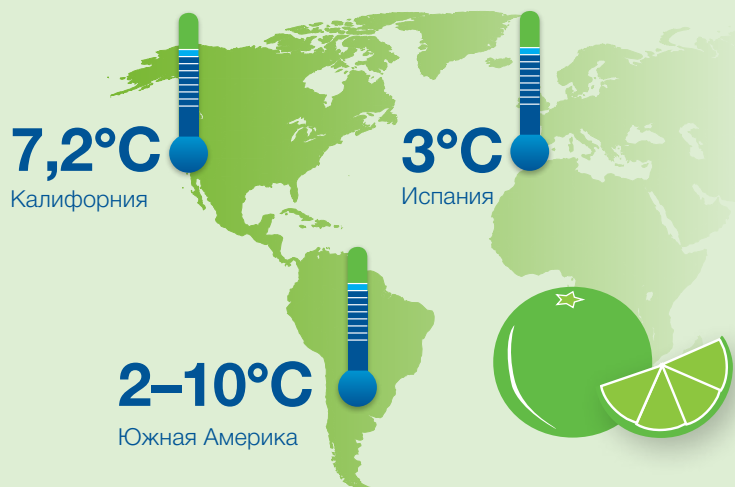 7,2°C
Калифорния
3°C
Испания
2–10°C
Южная Америка